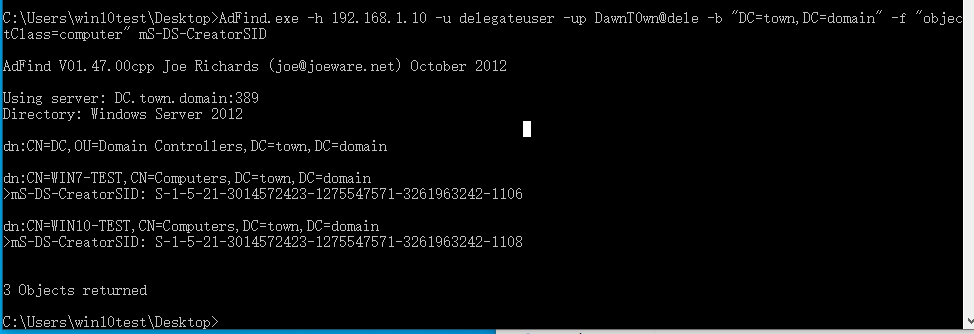 C:\Users\win10test\Desktop>AdFind.exe -h 192.168.1.10 -u delegateuser -up DawnT0wn@dele -b "DC=town,DC=domain" -f "objec
tClass=computer" mS-DS-CreatorSID
AdFind V01.47.00cpp Joe Richards (joe@joeware.net) October 2012
Using server: DC.town.domain:389
Directory: Windows Server 2012
dn:CN=DC,OU=Domain Controllers,DC=town,DC=domain
dn:CN=WIN7-TEST,CN=Computers,DC=town,DC=domain
>mS-DS-CreatorSID: S-1-5-21-3014572423-1275547571-3261963242-1106
dn:CN=WIN10-TEST,CN=Computers,DC=town,DC=domain
>mS-DS-CreatorSID: S-1-5-21-3014572423-1275547571-3261963242-1108
3 Objects returned
C:\Users\win10test\Desktop>